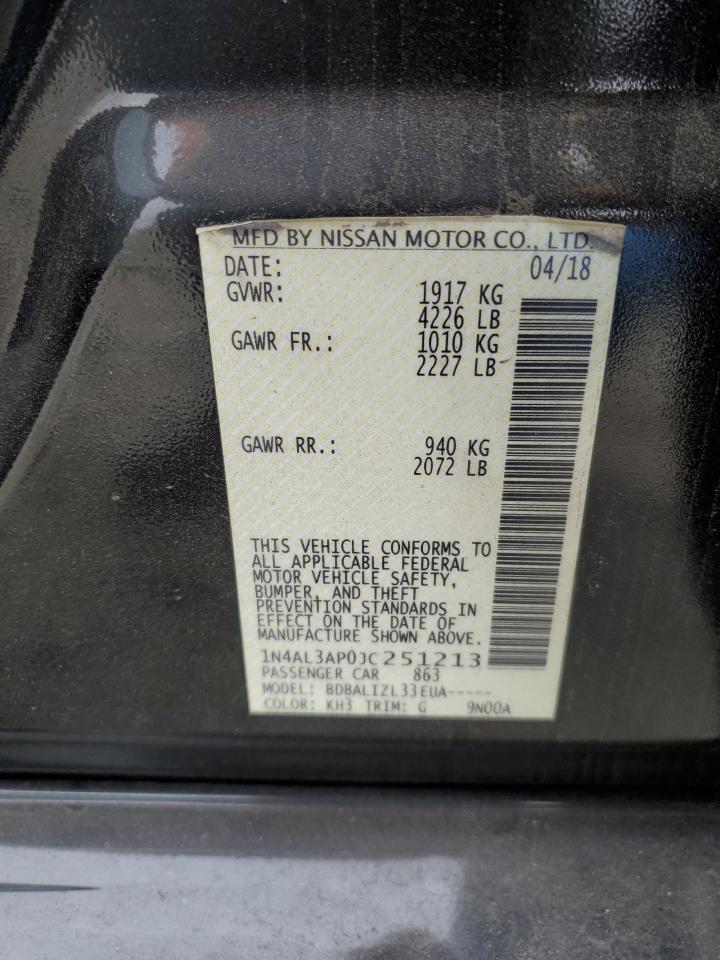 MFD BY NISSAN MOTOR CO., LTD.
DATE: 04/18
GVWR: 1917 KG
4226 LB
GAWR FR.: 1010 KG
2227 LB
GAWR RR.: 940 KG
2072 LB
THIS VEHICLE CONFORMS TO
ALL APPLICABLE FEDERAL
MOTOR VEHICLE SAFETY,
BUMPER, AND THEFT
PREVENTION STANDARDS IN
EFFECT ON THE DATE OF
MANUFACTURE SHOWN ABOVE.
1N4AL3AP0JC251213
PASSENGER CAR 863
MODEL: BDBALIZL33EUA-----
COLOR: KH3 TRIM: G 9N00A